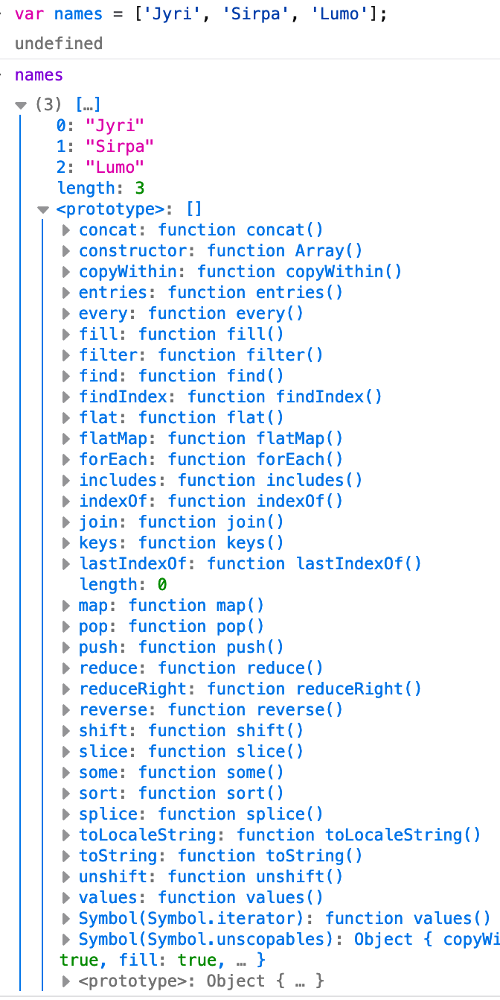 var names = ['Jyri', 'Sirpa', 'Lumo'];
undefined
names
(3) […]
0: "Jyri"
1: "Sirpa"
2: "Lumo"
length: 3
<prototype>: []
concat: function concat()
constructor: function Array()
copyWithin: function copyWithin()
entries: function entries()
every: function every()
fill: function fill()
filter: function filter()
find: function find()
findIndex: function findIndex()
flat: function flat()
flatMap: function flatMap()
forEach: function forEach()
includes: function includes()
indexOf: function indexOf()
join: function join()
keys: function keys()
lastIndexOf: function lastIndexOf()
length: 0
map: function map()
pop: function pop()
push: function push()
reduce: function reduce()
reduceRight: function reduceRight()
reverse: function reverse()
shift: function shift()
slice: function slice()
some: function some()
sort: function sort()
splice: function splice()
toLocaleString: function toLocaleString()
toString: function toString()
unshift: function unshift()
values: function values()
Symbol(Symbol.iterator): function values()
Symbol(Symbol.unscopables): Object { copyWi
true, fill: true, … }
<prototype>: Object { … }